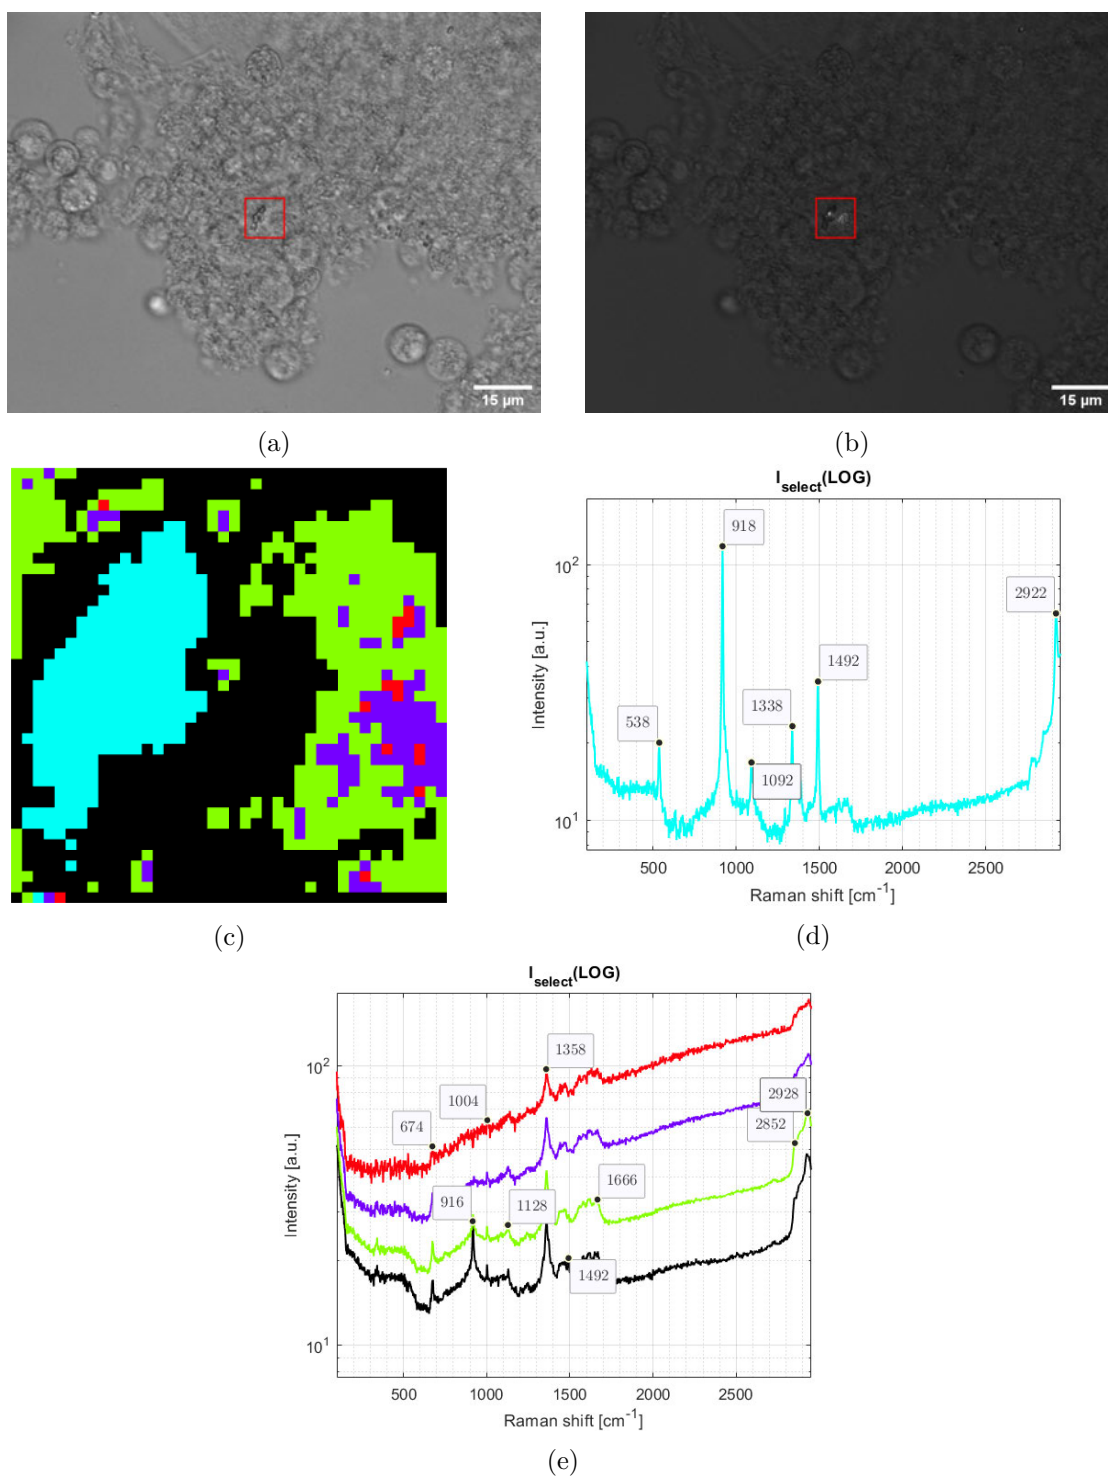 15 µm
15 µm
(a)
(b)
(c)
I_select(LOG)
Intensity [a.u.]
10^2
10^1
918
2922
1492
1338
538
1092
500
1000
1500
2000
2500
Raman shift [cm^-1]
(d)
I_select(LOG)
Intensity [a.u.]
10^2
10^1
1358
1004
674
2928
2852
1666
916
1128
1492
500
1000
1500
2000
2500
Raman shift [cm^-1]
(e)